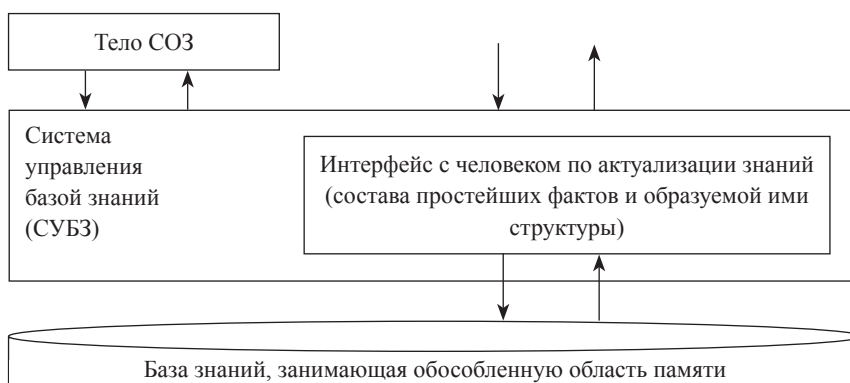 Тело СОЗ
Система
управления
базой знаний
(СУБЗ)
Интерфейс с человеком по актуализации знаний
(состава простейших фактов и образуемой ими
структуры)
База знаний, занимающая обособленную область памяти